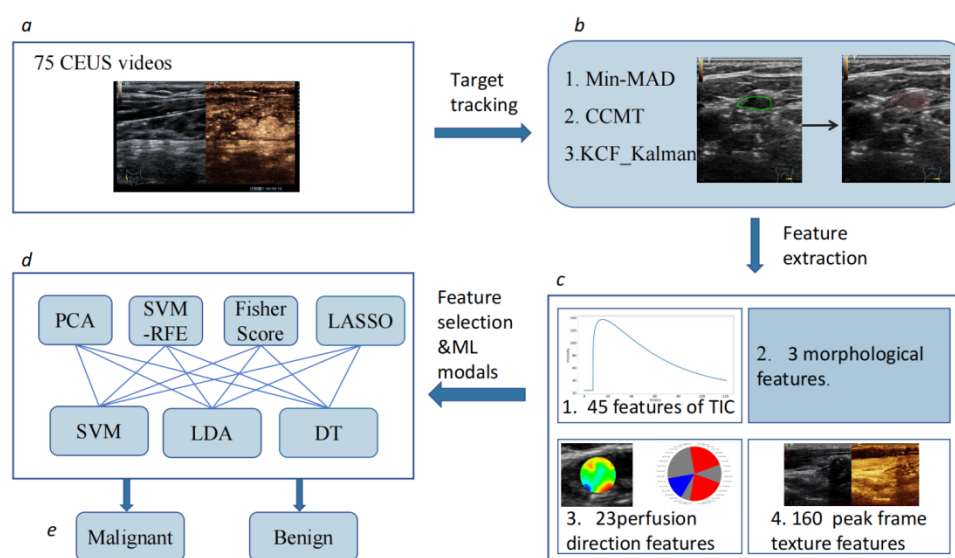 a
75 CEUS videos
Target
tracking
b
1. Min-MAD
2. CCMT
3.KCF_Kalman
Feature
extraction
c
1. 45 features of TIC
2. 3 morphological
features.
3. 23perfusion
direction features
4. 160 peak frame
texture features
Feature
selection
&ML
modals
d
PCA
SVM
-RFE
Fisher
Score
LASSO
SVM
LDA
DT
e
Malignant
Benign